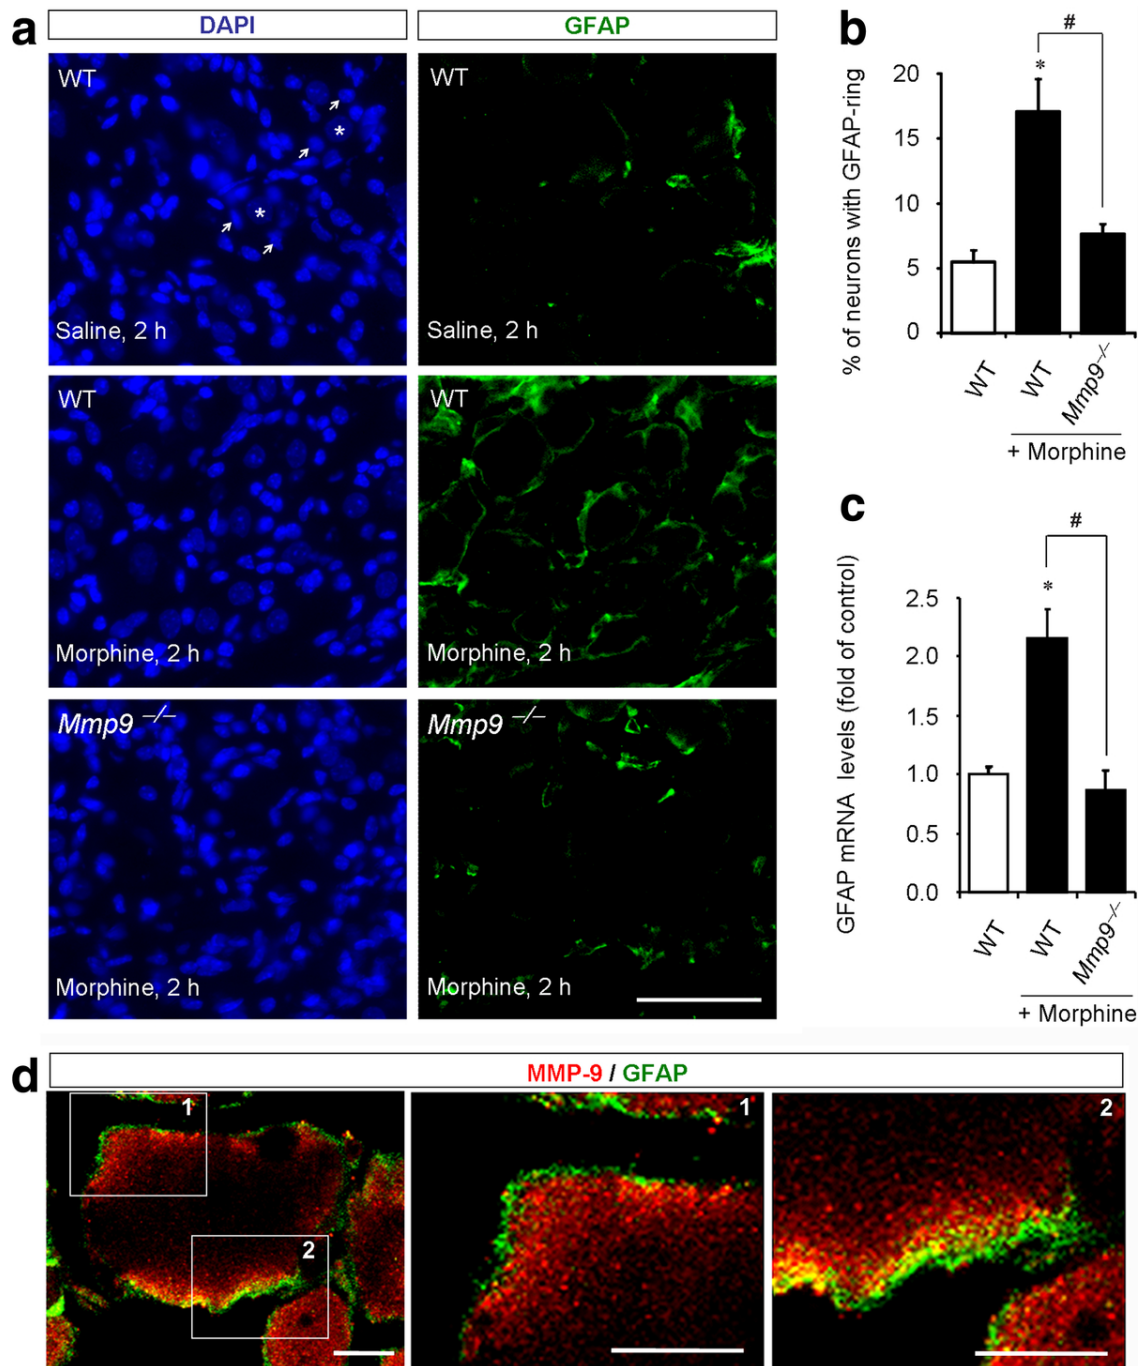 a
DAPI
GFAP
WT
*
*
Saline, 2 h
WT
Saline, 2 h
WT
Morphine, 2 h
WT
Morphine, 2 h
Mmp9 –/–
Morphine, 2 h
Mmp9 –/–
Morphine, 2 h
b
#
*
% of neurons with GFAP-ring
20
15
10
5
0
WT
WT
Mmp9–/–
+ Morphine
c
#
*
GFAP mRNA levels (fold of control)
2.5
2.0
1.5
1.0
0.5
0.0
WT
WT
Mmp9–/–
+ Morphine
d
MMP-9 / GFAP
1
2
1
2